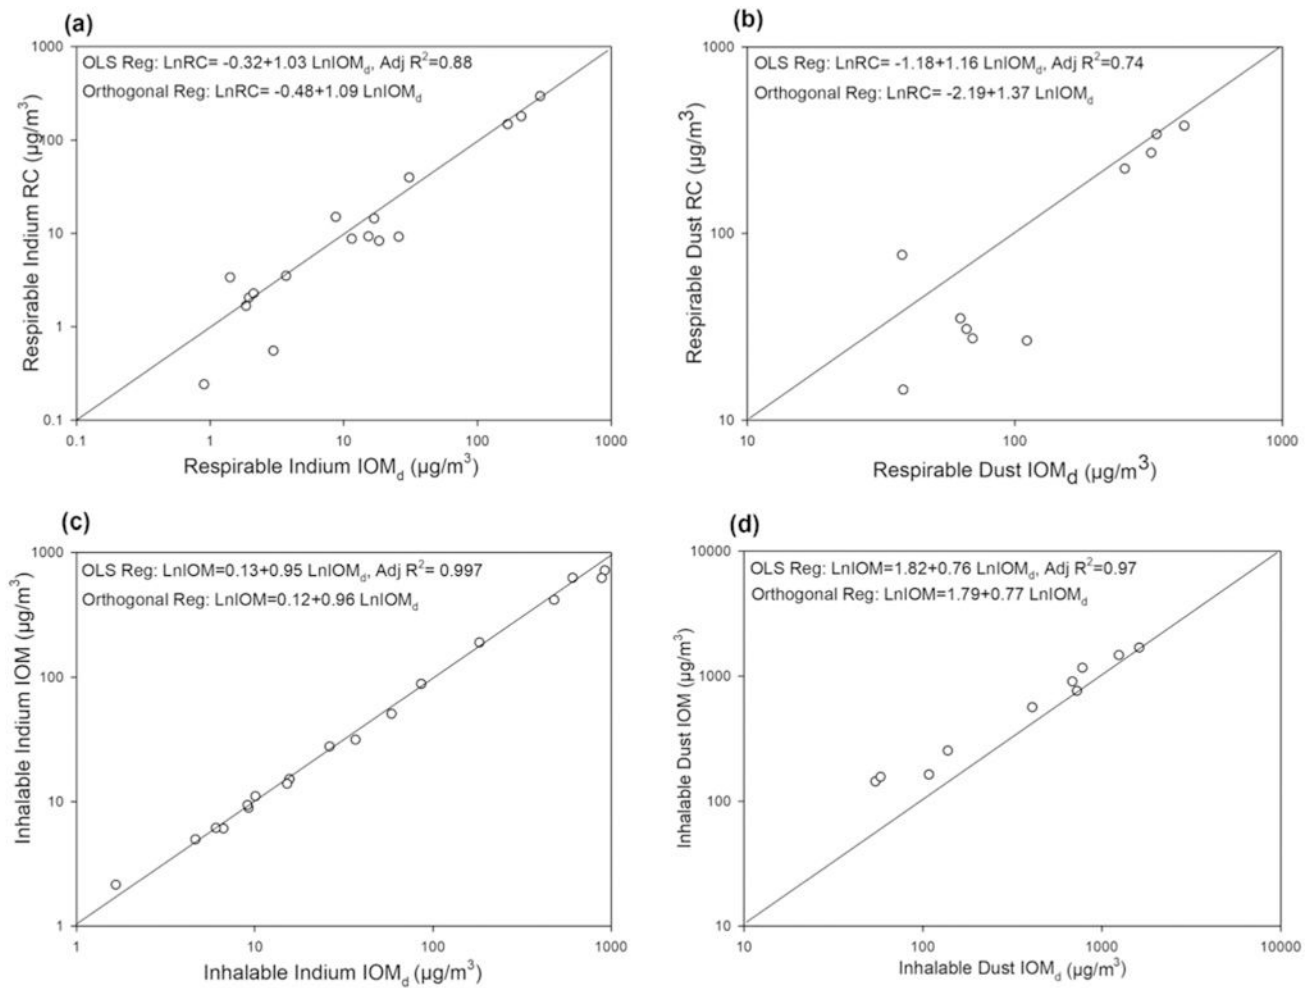 (a)
OLS Reg: LnRC= -0.32+1.03 LnIOMd, Adj R2=0.88
Orthogonal Reg: LnRC= -0.48+1.09 LnIOMd
Respirable Indium RC (µg/m3)
1000
100
10
1
0.1
0.1 1 10 100 1000
Respirable Indium IOMd (µg/m3)
(b)
OLS Reg: LnRC= -1.18+1.16 LnIOMd, Adj R2=0.74
Orthogonal Reg: LnRC= -2.19+1.37 LnIOMd
Respirable Dust RC (µg/m3)
1000
100
10
10 100 1000
Respirable Dust IOMd (µg/m3)
(c)
OLS Reg: LnIOM=0.13+0.95 LnIOMd, Adj R2= 0.997
Orthogonal Reg: LnIOM=0.12+0.96 LnIOMd
Inhalable Indium IOM (µg/m3)
1000
100
10
1
1 10 100 1000
Inhalable Indium IOMd (µg/m3)
(d)
OLS Reg: LnIOM=1.82+0.76 LnIOMd, Adj R2=0.97
Orthogonal Reg: LnIOM=1.79+0.77 LnIOMd
Inhalable Dust IOM (µg/m3)
10000
1000
100
10
10 100 1000 10000
Inhalable Dust IOMd (µg/m3)